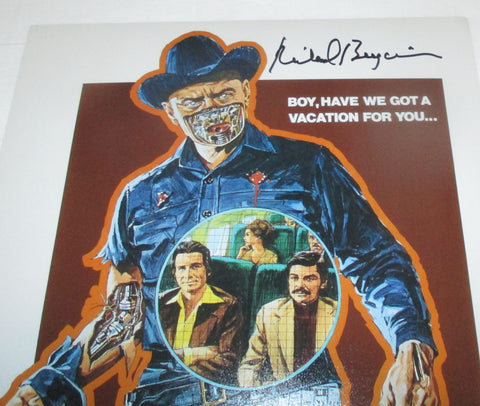 BOY, HAVE WE GOT A
VACATION FOR YOU...